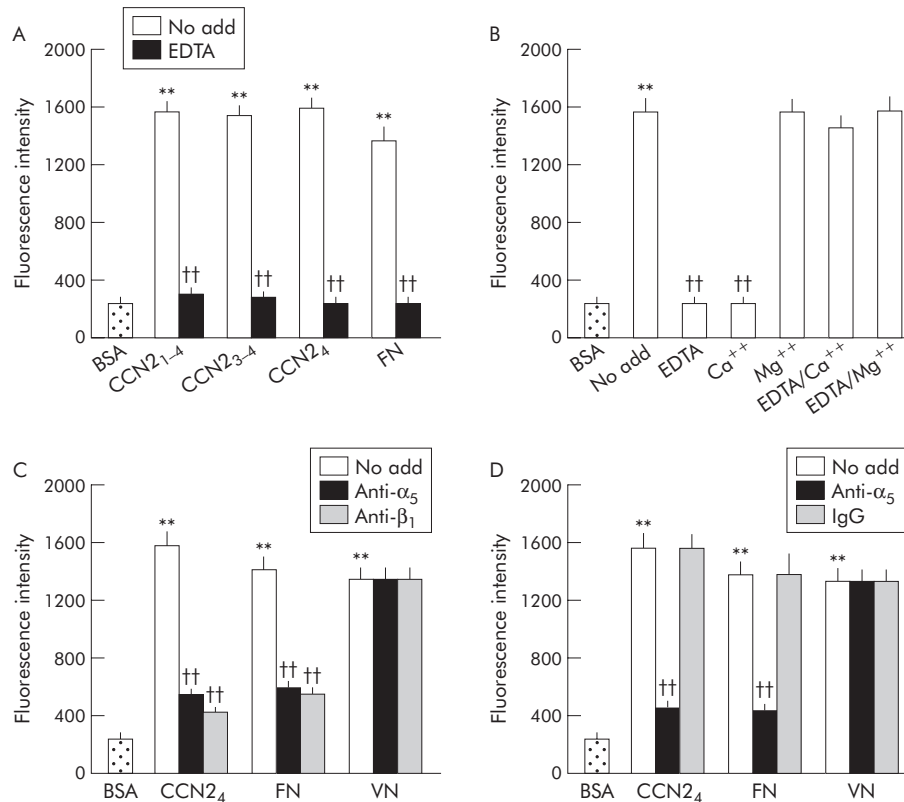 A
No add
EDTA
2000
1600
1200
800
400
0
Fluorescence intensity
**
**
**
**
††
††
††
††
BSA
CCN2₁₋₄
CCN2₃₋₄
CCN2₄
FN
B
2000
1600
1200
800
400
0
Fluorescence intensity
**
††
††
BSA
No add
EDTA
Ca⁺⁺
Mg⁺⁺
EDTA/Ca⁺⁺
EDTA/Mg⁺⁺
C
No add
Anti-α₅
Anti-β₁
2000
1600
1200
800
400
0
Fluorescence intensity
**
**
**
††
††
††
††
BSA
CCN2₄
FN
VN
D
No add
Anti-α₅
IgG
2000
1600
1200
800
400
0
Fluorescence intensity
**
**
**
††
††
BSA
CCN2₄
FN
VN